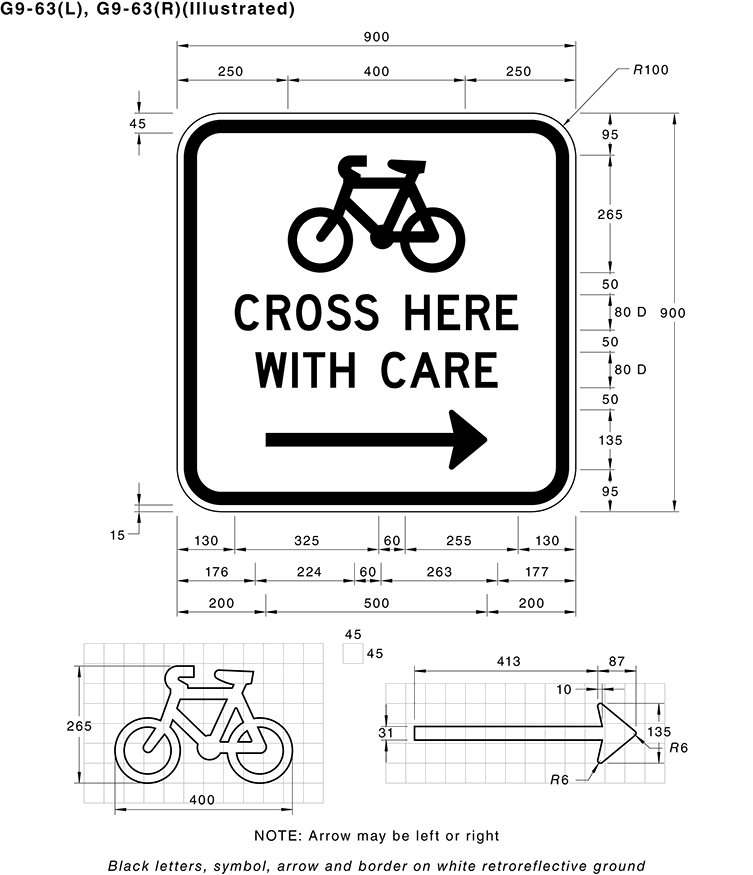 G9-63(L), G9-63(R)(Illustrated)
900
250 400 250
R100
45
95
265
50
CROSS HERE
80 D
900
50
WITH CARE
80 D
50
135
95
15
130 325 60 255 130
176 224 60 263 177
200 500 200
45
45
265
400
413 87
10
31
135
R6
R6
NOTE: Arrow may be left or right
Black letters, symbol, arrow and border on white retroreflective ground